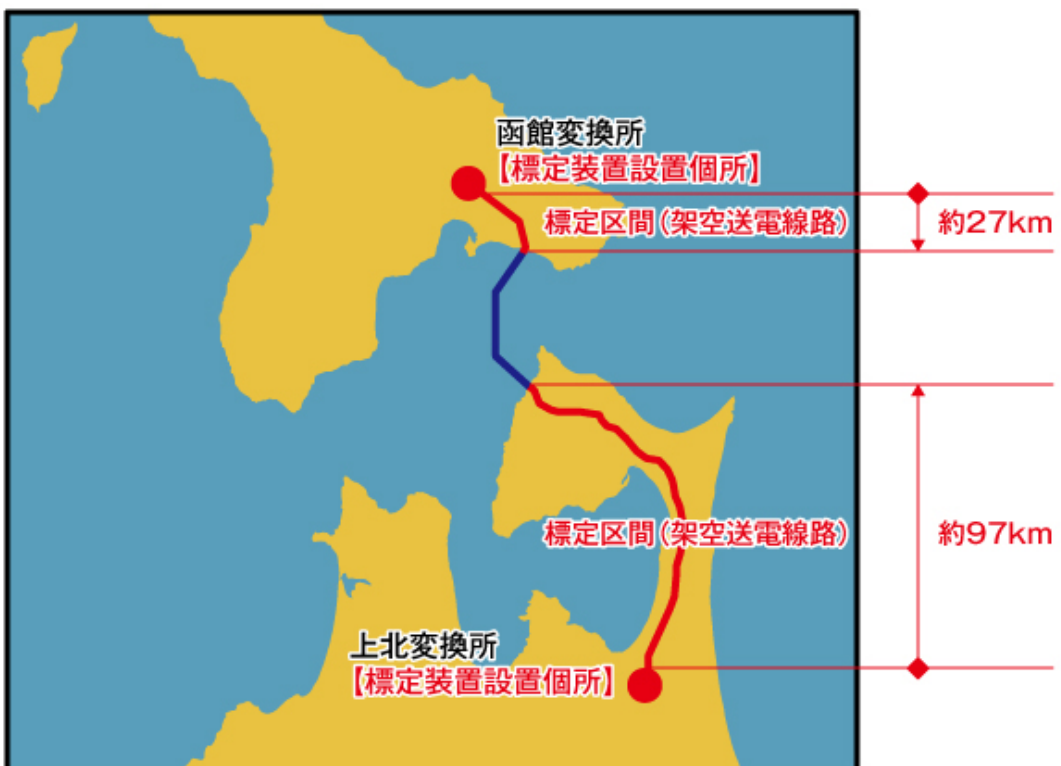 函館変換所
【標定装置設置個所】
標定区間(架空送電線路)
約27km
標定区間(架空送電線路)
約97km
上北変換所
【標定装置設置個所】